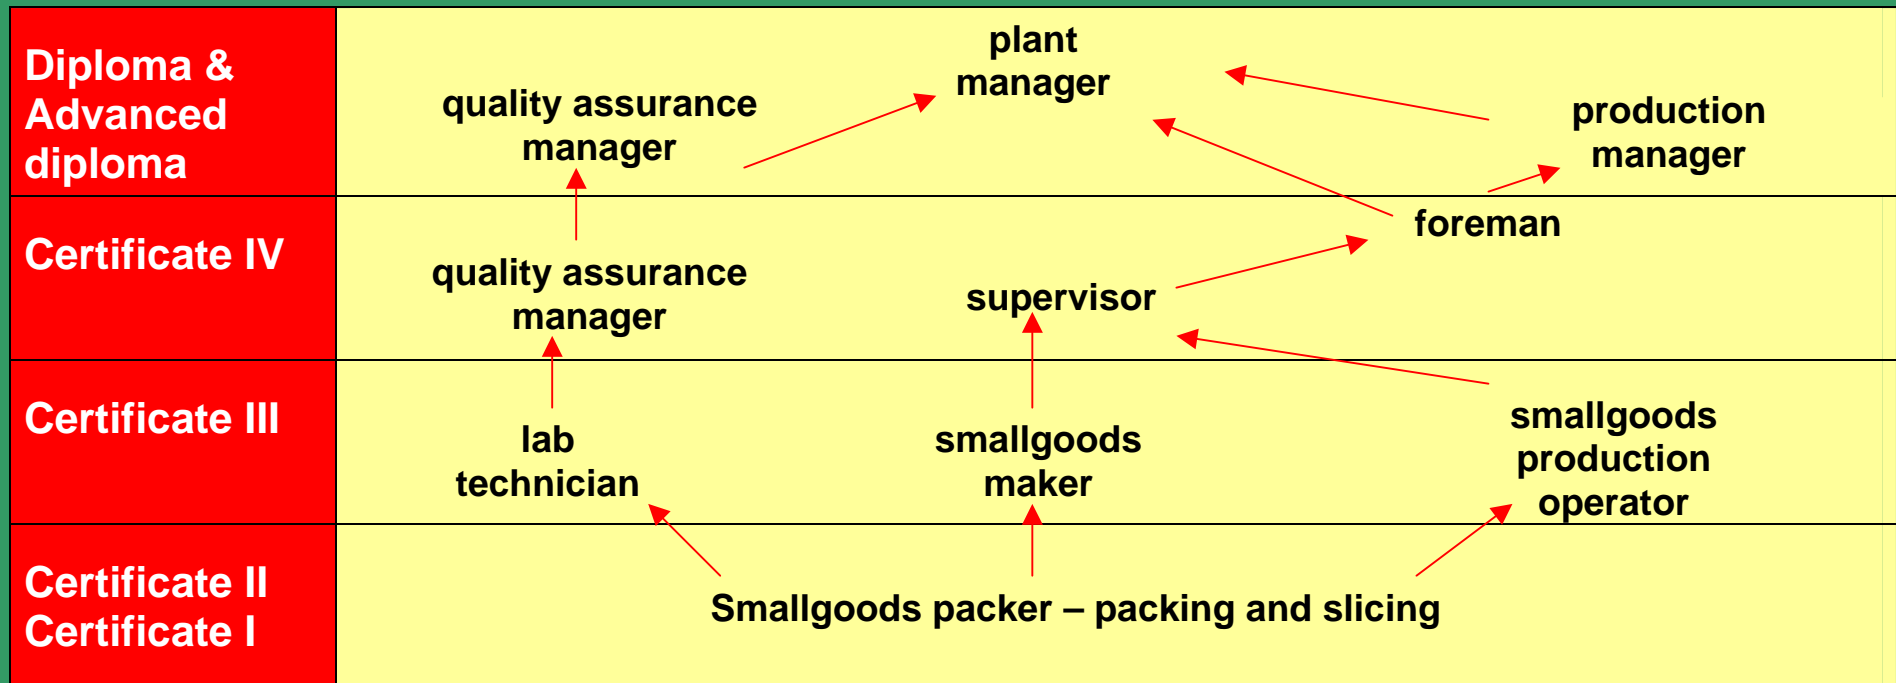 Diploma &
Advanced
diploma
quality assurance
manager
plant
manager
production
manager
Certificate IV
quality assurance
manager
supervisor
foreman
Certificate III
lab
technician
smallgoods
maker
smallgoods
production
operator
Certificate II
Certificate I
Smallgoods packer – packing and slicing